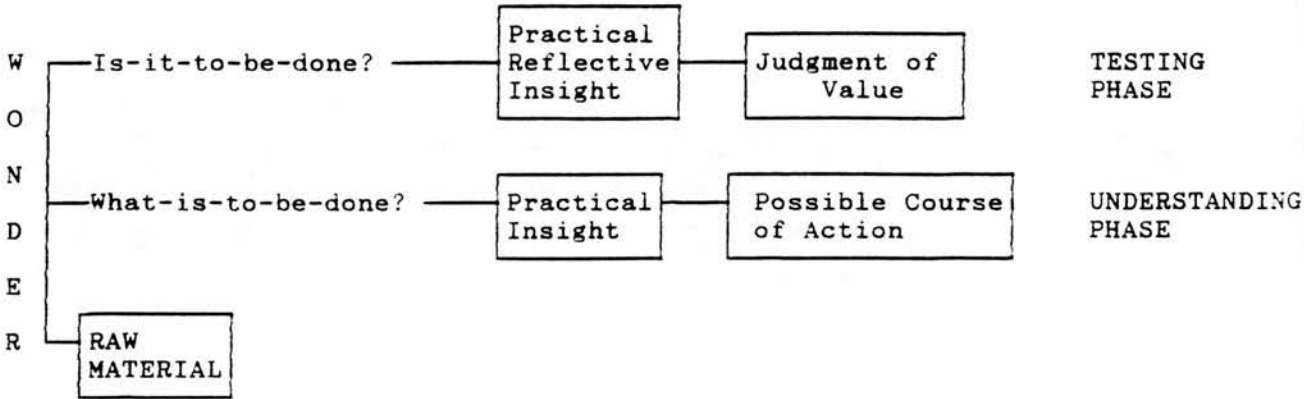 W
O
N
D
E
R
Is-it-to-be-done?
Practical
Reflective
Insight
Judgment of
Value
TESTING
PHASE
What-is-to-be-done?
Practical
Insight
Possible Course
of Action
UNDERSTANDING
PHASE
RAW
MATERIAL